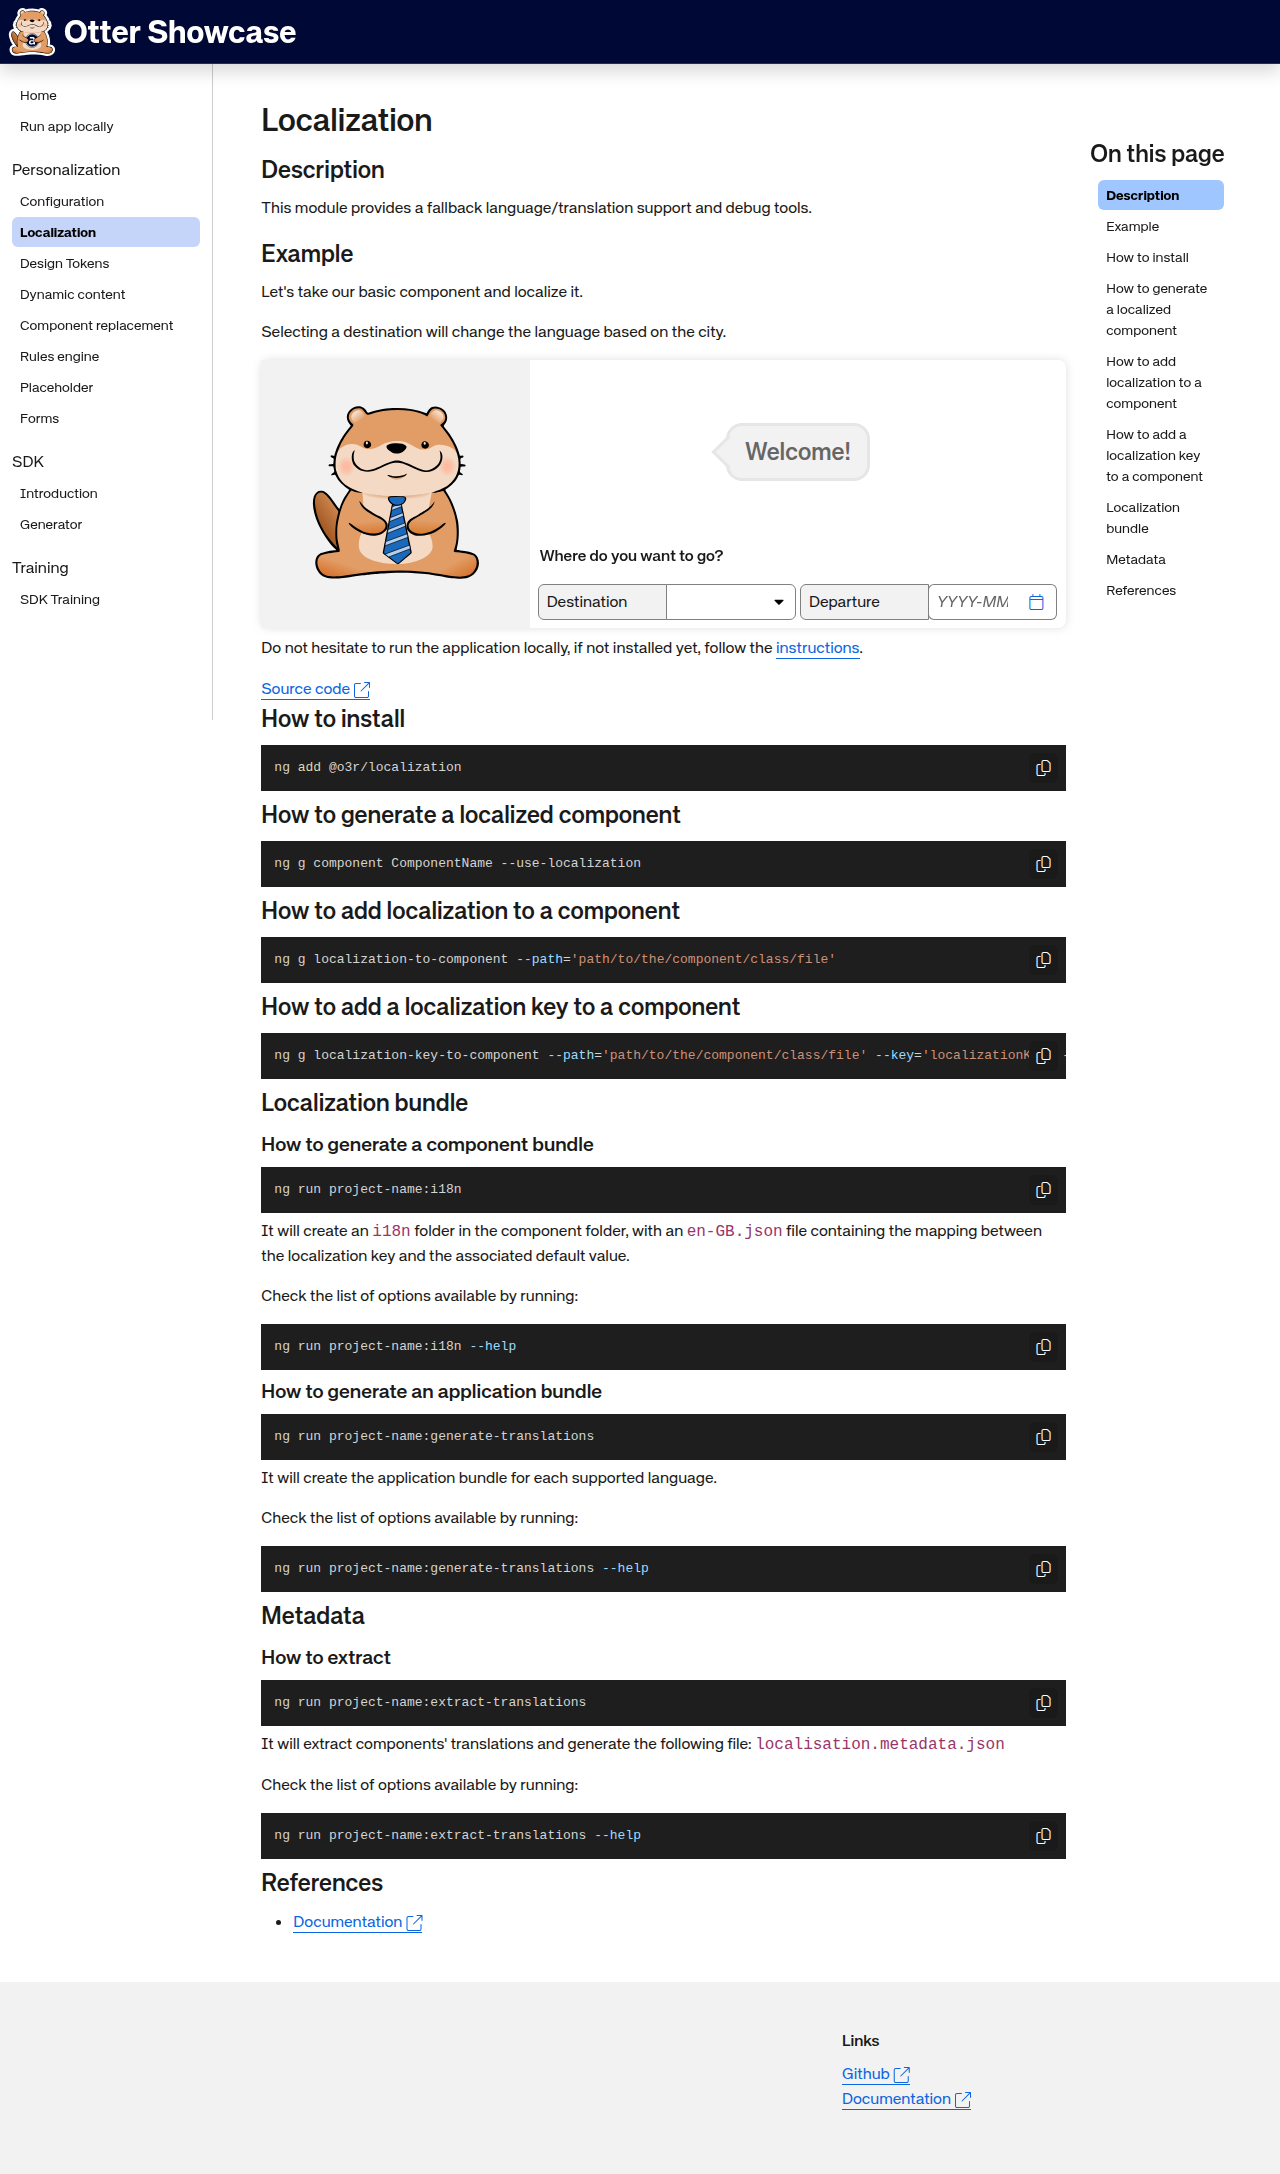 Otter Showcase
Home
Run app locally
Personalization
Configuration
Localization
Design Tokens
Dynamic content
Component replacement
Rules engine
Placeholder
Forms
SDK
Introduction
Generator
Training
SDK Training
Localization
Description
This module provides a fallback language/translation support and debug tools.
Example
Let's take our basic component and localize it.
Selecting a destination will change the language based on the city.
Welcome!
Where do you want to go?
Destination
Departure
YYYY-MM
Do not hesitate to run the application locally, if not installed yet, follow the instructions.
Source code
How to install
ng add @o3r/localization
How to generate a localized component
ng g component ComponentName --use-localization
How to add localization to a component
ng g localization-to-component --path='path/to/the/component/class/file'
How to add a localization key to a component
ng g localization-key-to-component --path='path/to/the/component/class/file' --key='localizationK
Localization bundle
How to generate a component bundle
ng run project-name:i18n
It will create an i18n folder in the component folder, with an en-GB.json file containing the mapping between
the localization key and the associated default value.
Check the list of options available by running:
ng run project-name:i18n --help
How to generate an application bundle
ng run project-name:generate-translations
It will create the application bundle for each supported language.
Check the list of options available by running:
ng run project-name:generate-translations --help
Metadata
How to extract
ng run project-name:extract-translations
It will extract components' translations and generate the following file: localisation.metadata.json
Check the list of options available by running:
ng run project-name:extract-translations --help
References
Documentation
On this page
Description
Example
How to install
How to generate
a localized
component
How to add
localization to a
component
How to add a
localization key
to a component
Localization
bundle
Metadata
References
Links
Github
Documentation